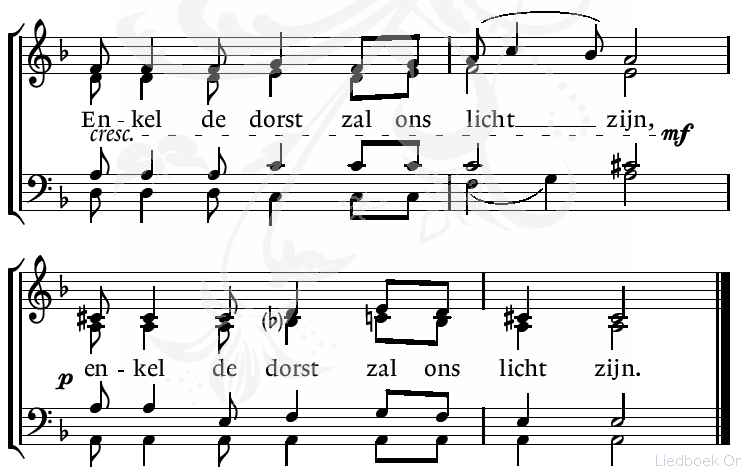 En - kel de dorst zal ons licht zijn,
cresc. mf
(♭)
p en - kel de dorst zal ons licht zijn.
Liedboek Or